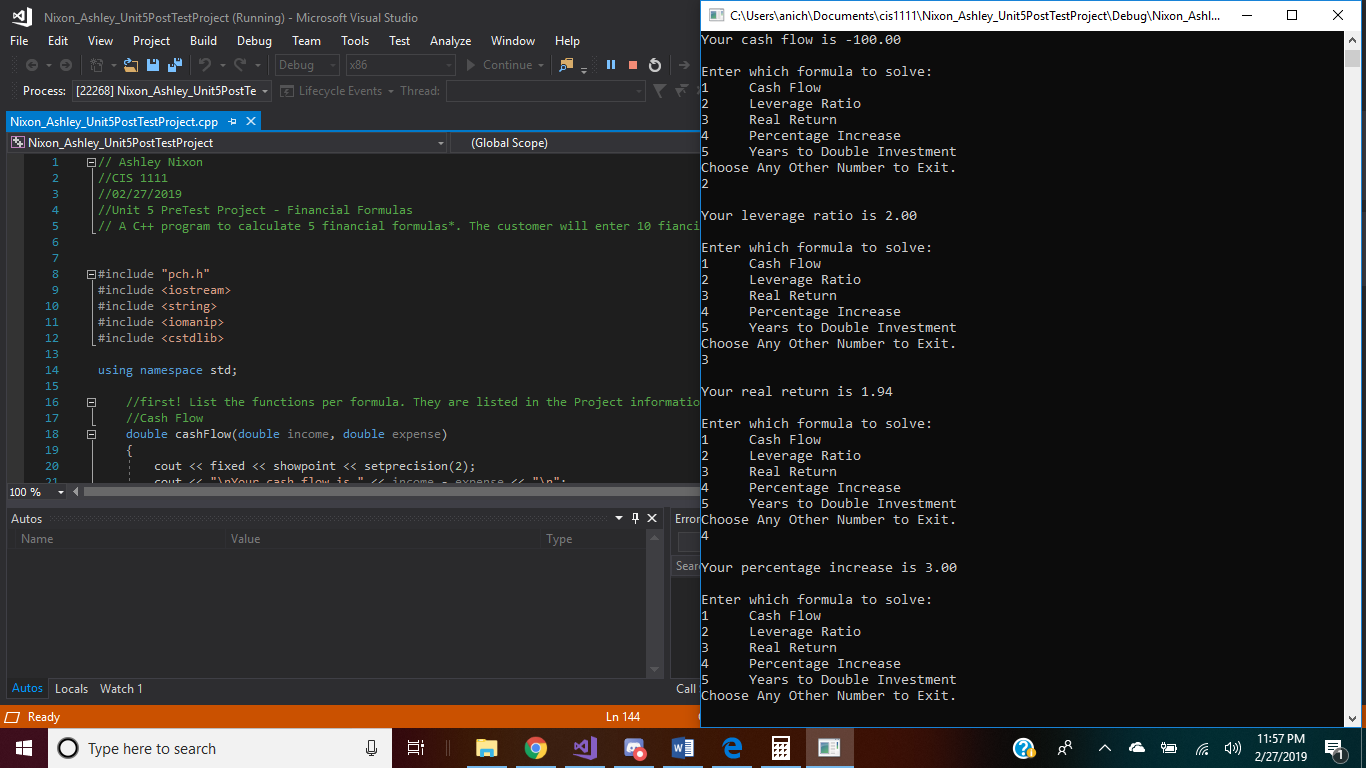 Nixon_Ashley_Unit5PostTestProject (Running) - Microsoft Visual Studio
File Edit View Project Build Debug Team Tools Test Analyze Window Help
Debug x86 Continue
Process: [22268] Nixon_Ashley_Unit5PostTe Lifecycle Events Thread:
Nixon_Ashley_Unit5PostTestProject.cpp
Nixon_Ashley_Unit5PostTestProject (Global Scope)
1 // Ashley Nixon
2 //CIS 1111
3 //02/27/2019
4 //Unit 5 PreTest Project - Financial Formulas
5 // A C++ program to calculate 5 financial formulas*. The customer will enter 10 fianci
6
7
8 #include "pch.h"
9 #include <iostream>
10 #include <string>
11 #include <iomanip>
12 #include <cstdlib>
13
14 using namespace std;
15
16 //first! List the functions per formula. They are listed in the Project informatio
17 //Cash Flow
18 double cashFlow(double income, double expense)
19 {
20 cout << fixed << showpoint << setprecision(2);
21 cout << "\nYour cash flow is " << income - expense << "\n";
100 %
Autos
Name Value Type
Autos Locals Watch 1
Error
Sear
Call
Ready Ln 144
C:\Users\anich\Documents\cis1111\Nixon_Ashley_Unit5PostTestProject\Debug\Nixon_Ashl...
Your cash flow is -100.00
Enter which formula to solve:
1 Cash Flow
2 Leverage Ratio
3 Real Return
4 Percentage Increase
5 Years to Double Investment
Choose Any Other Number to Exit.
2
Your leverage ratio is 2.00
Enter which formula to solve:
1 Cash Flow
2 Leverage Ratio
3 Real Return
4 Percentage Increase
5 Years to Double Investment
Choose Any Other Number to Exit.
3
Your real return is 1.94
Enter which formula to solve:
1 Cash Flow
2 Leverage Ratio
3 Real Return
4 Percentage Increase
5 Years to Double Investment
Choose Any Other Number to Exit.
4
Your percentage increase is 3.00
Enter which formula to solve:
1 Cash Flow
2 Leverage Ratio
3 Real Return
4 Percentage Increase
5 Years to Double Investment
Choose Any Other Number to Exit.
Type here to search
11:57 PM
2/27/2019
1